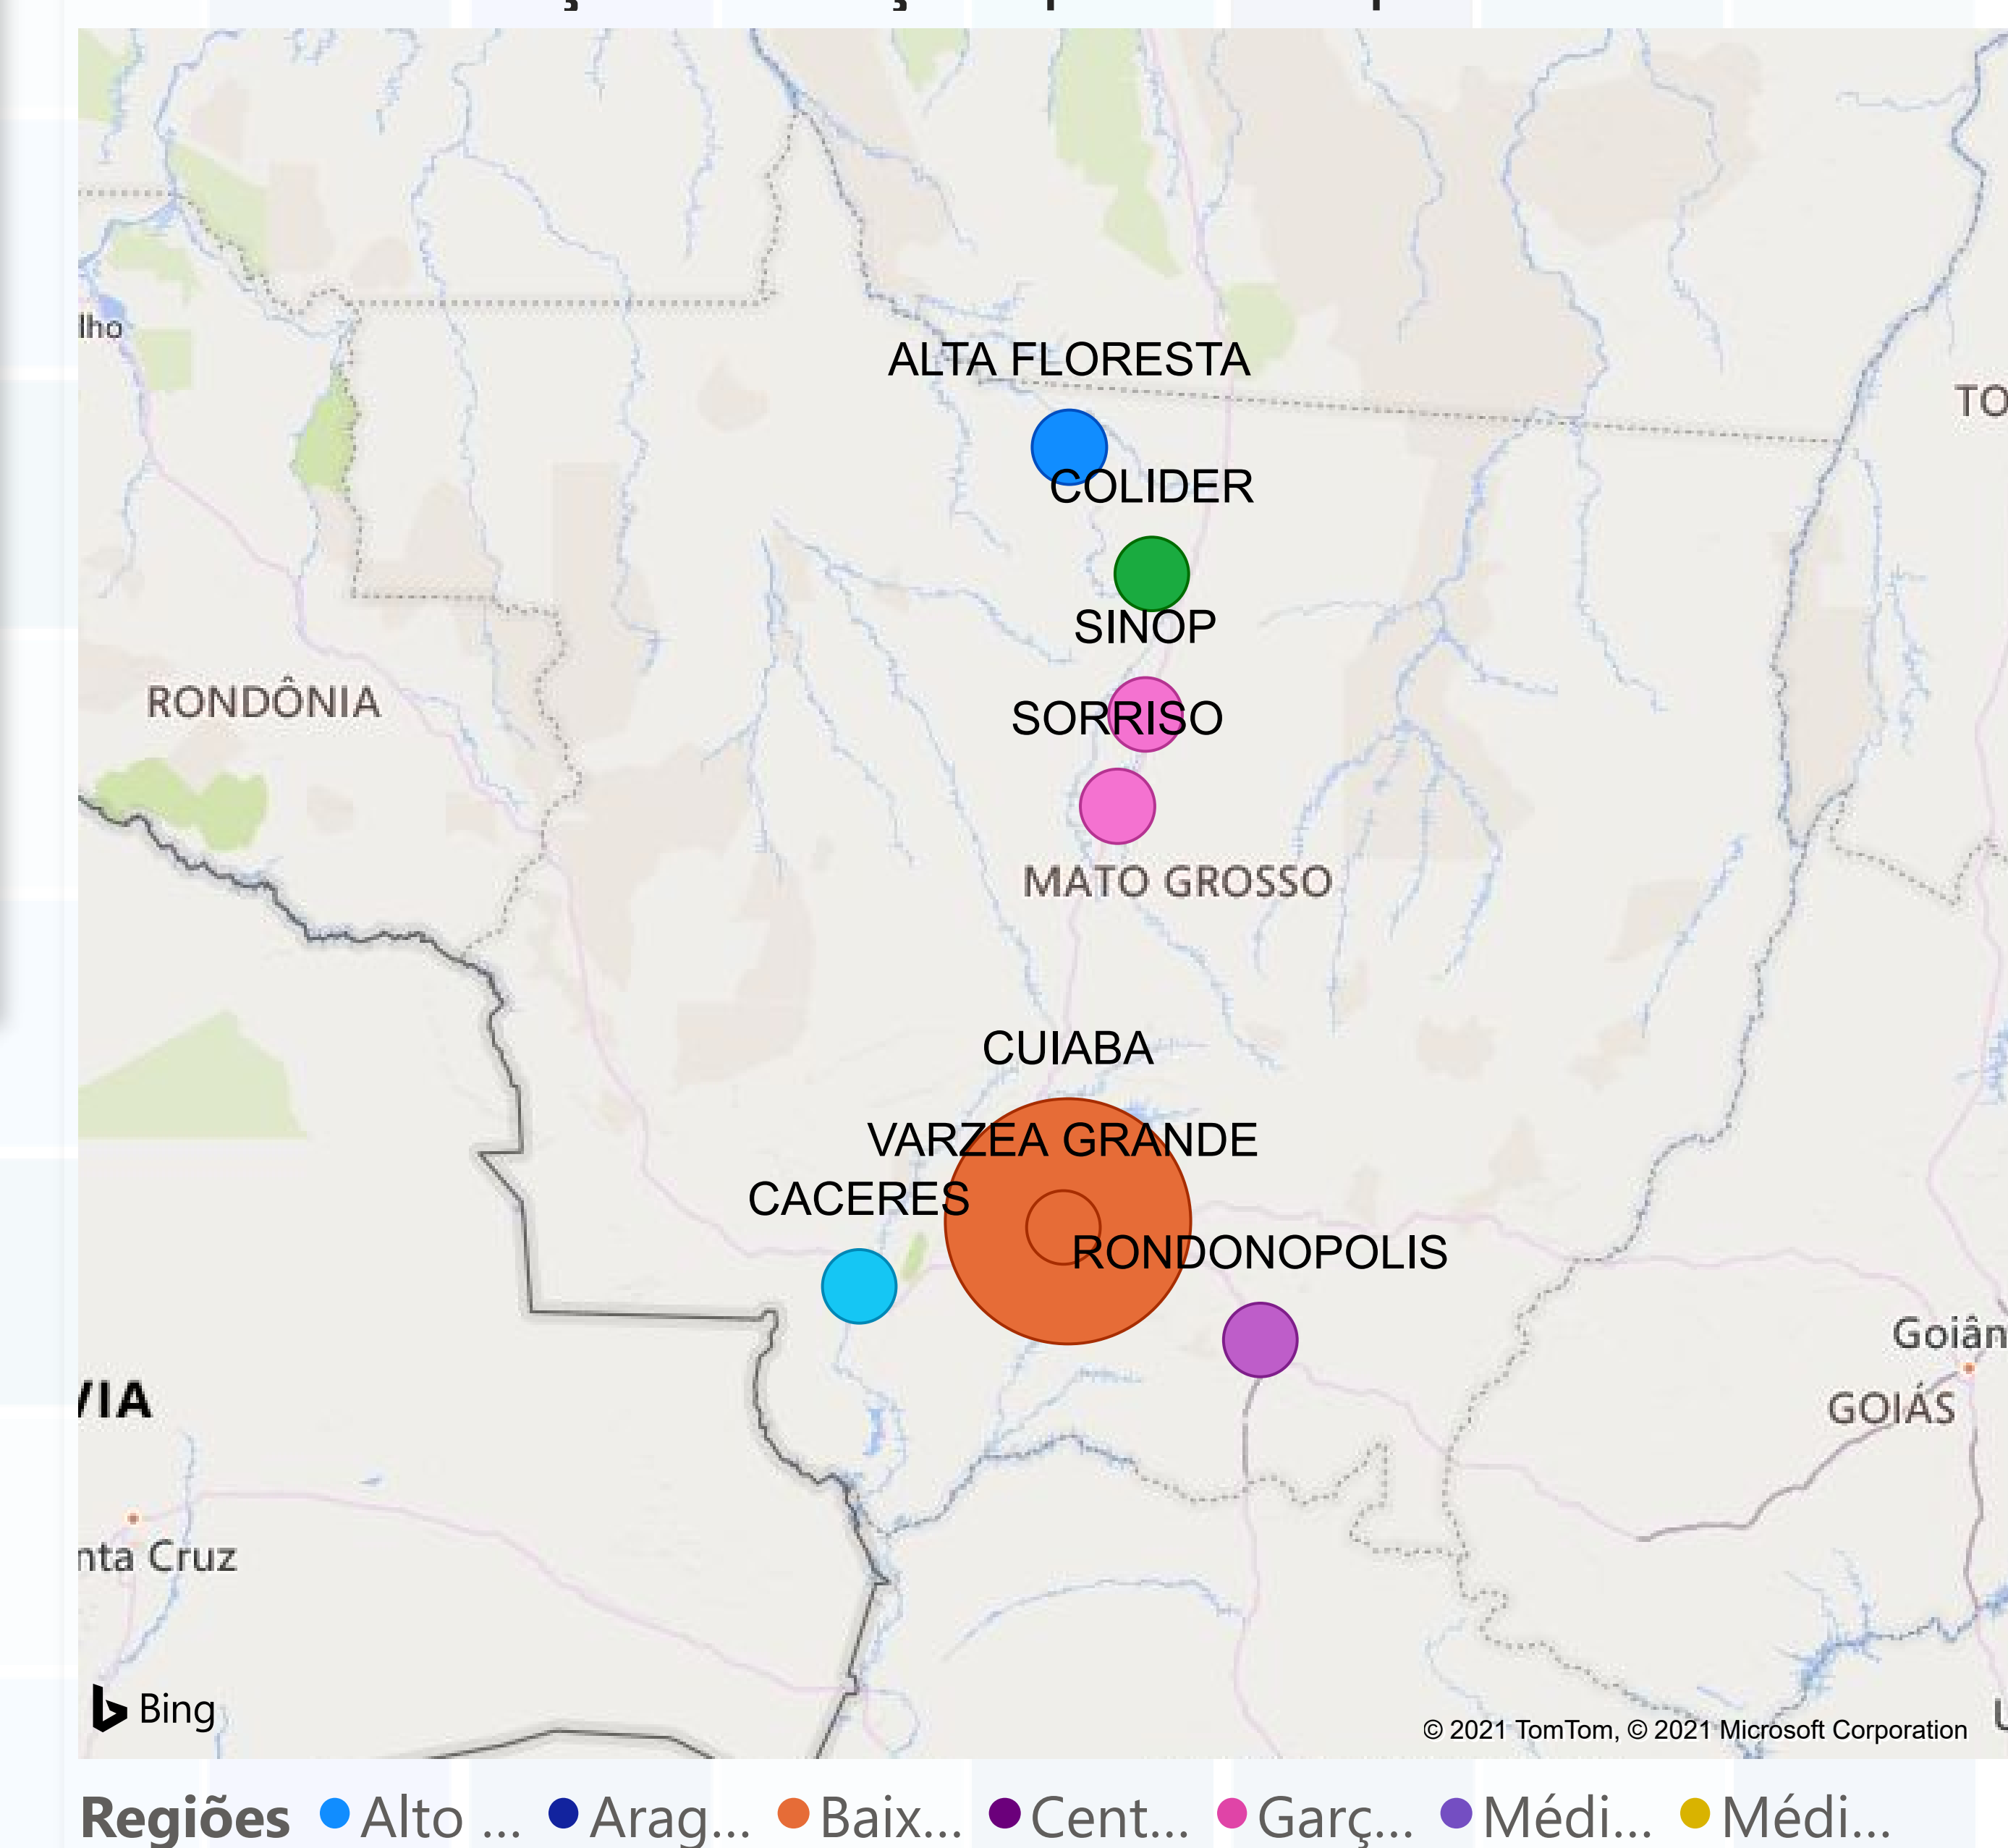 lho
ALTA FLORESTA
TO
COLIDER
SINOP
RONDÔNIA
SORRISO
MATO GROSSO
CUIABA
VARZEA GRANDE
CACERES
RONDONOPOLIS
Goiân
VIA
GOIÁS
nta Cruz
Bing
© 2021 TomTom, © 2021 Microsoft Corporation
Regiões Alto ... Arag... Baix... Cent... Garç... Médi... Médi...